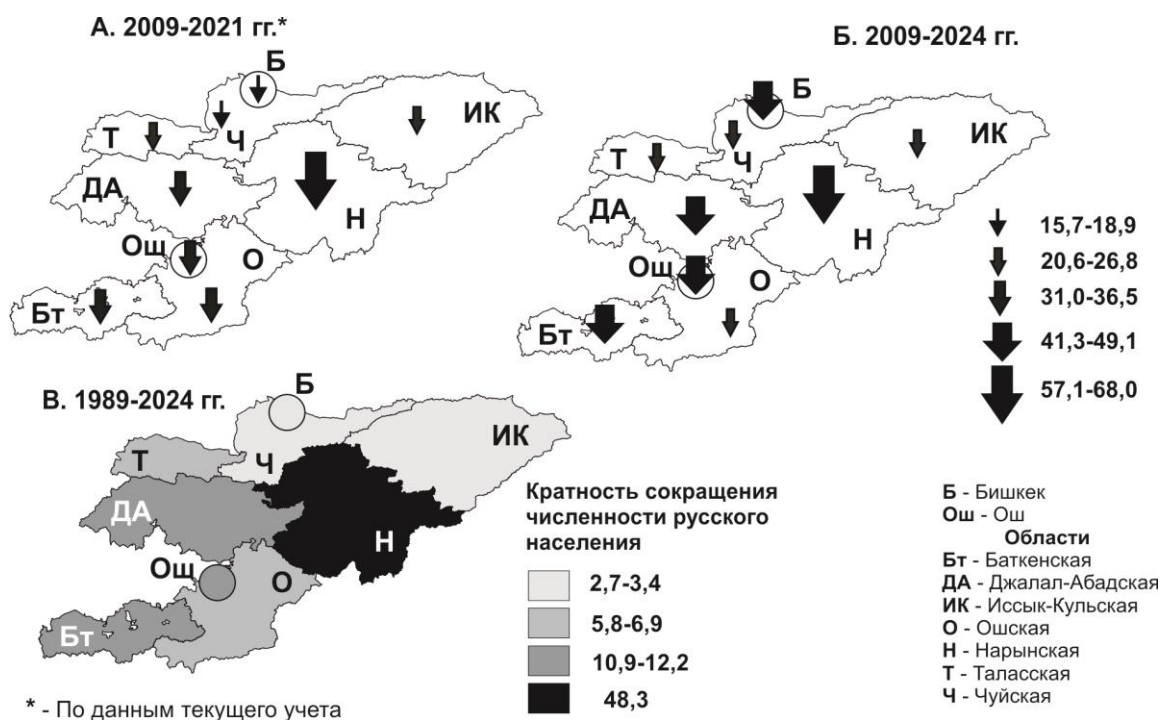 А. 2009-2021 гг.*
Б
Т
Ч
ИК
ДА
Н
Ош
О
Бт
Б. 2009-2024 гг.
Б
ИК
Т
Ч
ДА
Н
Ош
О
Бт
15,7-18,9
20,6-26,8
31,0-36,5
41,3-49,1
57,1-68,0
В. 1989-2024 гг.
Б
ИК
Т
Ч
ДА
Н
Ош
О
Бт
Кратность сокращения
численности русского
населения
2,7-3,4
5,8-6,9
10,9-12,2
48,3
Б - Бишкек
Ош - Ош
Области
Бт - Баткенская
ДА - Джалал-Абадская
ИК - Иссык-Кульская
О - Ошская
Н - Нарынская
Т - Таласская
Ч - Чуйская
* - По данным текущего учета